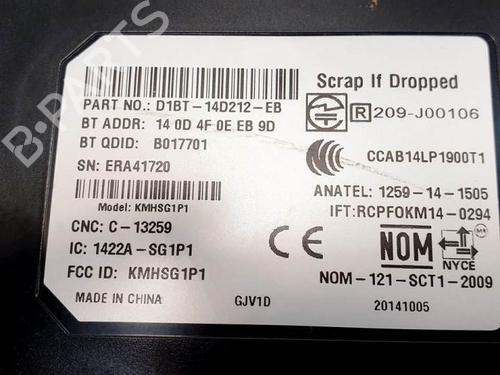 B-PARTS
Scrap If Dropped
PART NO.: D1BT-14D212-EB
R 209-J00106
BT ADDR: 14 0D 4F 0E EB 9D
BT QDID: B017701
CCAB14LP1900T1
SN: ERA41720
ANATEL: 1259-14-1505
Model: KMHSG1P1
IFT:RCPFOKM14-0294
CNC: C-13259
IC: 1422A-SG1P1
CE
NOM
MR
NYCE
FCC ID: KMHSG1P1
NOM-121-SCT1-2009
MADE IN CHINA
GJV1D
20141005